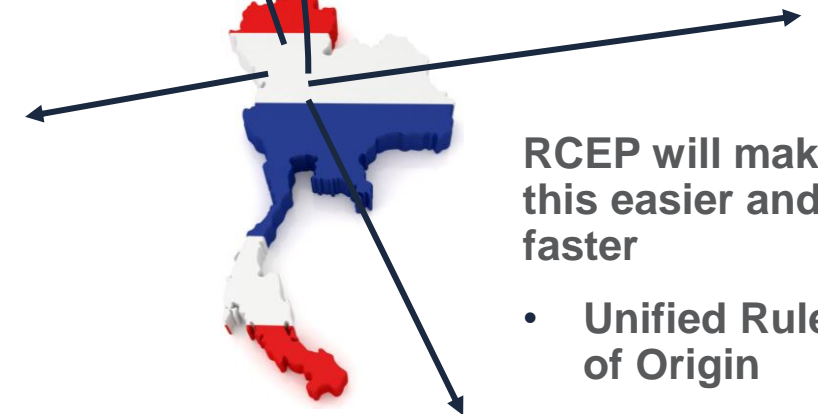 RCEP will mak
this easier and
faster
• Unified Rule
of Origin